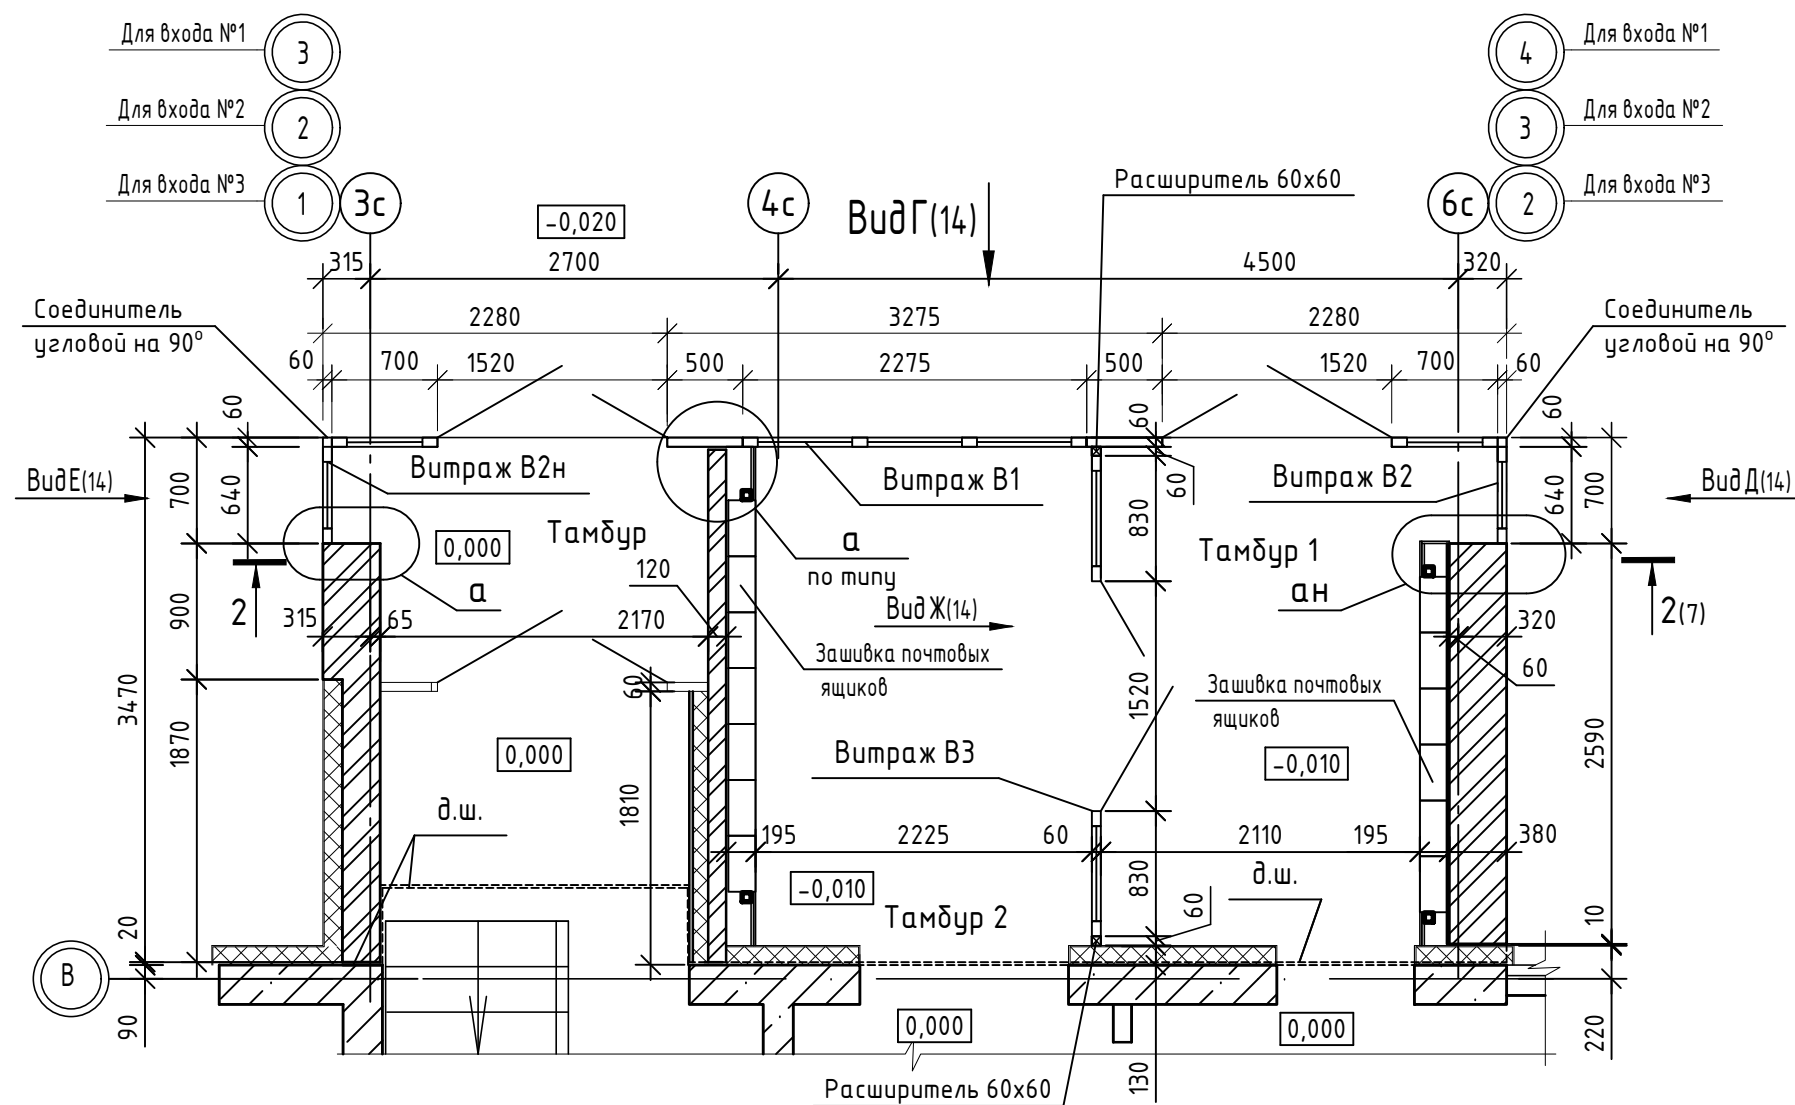 Для входа №1
3
4
Для входа №1
Для входа №2
2
3
Для входа №2
Для входа №3
1
3с
4с
6с
2
Для входа №3
-0,020
ВидГ(14)
Расширитель 60х60
315
2700
4500
320
Соединитель
угловой на 90°
2280
3275
2280
Соединитель
угловой на 90°
60
700
1520
500
2275
500
1520
700
60
60
60
60
ВидЕ(14)
700
640
Витраж В2н
Витраж В1
60
830
Витраж В2
640
700
ВидД(14)
0,000
Тамбур
а
по типу
Тамбур 1
2
а
120
ВидЖ(14)
ан
2(7)
900
315
65
2170
320
60
Зашивка почтовых
ящиков
Зашивка почтовых
ящиков
3470
1870
60
1520
2590
0,000
Витраж В3
-0,010
д.ш.
1810
195
2225
60
2110
195
380
-0,010
830
60
д.ш.
Тамбур 2
20
10
В
90
0,000
0,000
220
Расширитель 60х60
130